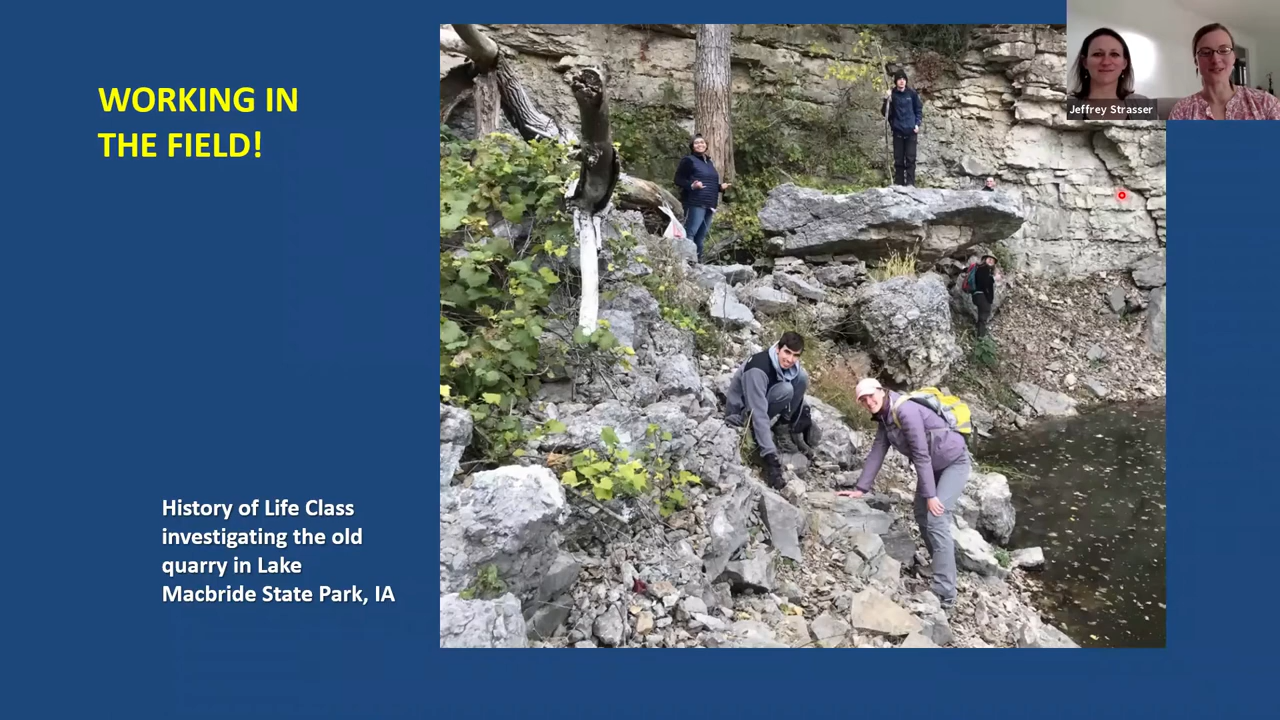 WORKING IN
THE FIELD!
Jeffrey Strasser
History of Life Class
investigating the old
quarry in Lake
Macbride State Park, IA